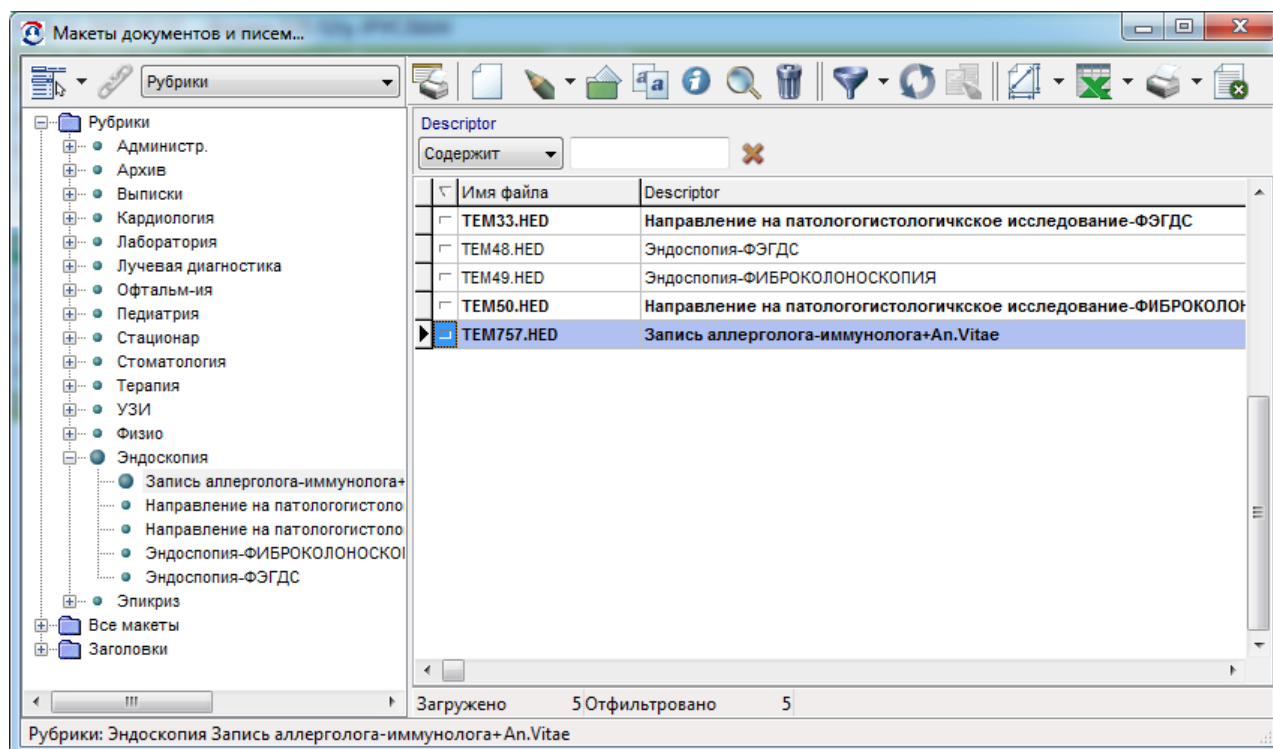 Макеты документов и писем...
Рубрики
Рубрики
Администр.
Архив
Выписки
Кардиология
Лаборатория
Лучевая диагностика
Офтальм-ия
Педиатрия
Стационар
Стоматология
Терапия
УЗИ
Физио
Эндоскопия
Запись аллерголога-иммунолога+
Направление на патологогистоло
Направление на патологогистоло
Эндоспопия-ФИБРОКОЛОНОСКОП
Эндоспопия-ФЭГДС
Эпикриз
Все макеты
Заголовки
Descriptor
Содержит
Имя файла Descriptor
TEM33.HED Направление на патологогистологичкское исследование-ФЭГДС
TEM48.HED Эндоспопия-ФЭГДС
TEM49.HED Эндоспопия-ФИБРОКОЛОНОСКОПИЯ
TEM50.HED Направление на патологогистологичкское исследование-ФИБРОКОЛОН
TEM757.HED Запись аллерголога-иммунолога+An.Vitae
Загружено 5 Отфильтровано 5
Рубрики: Эндоскопия Запись аллерголога-иммунолога+An.Vitae